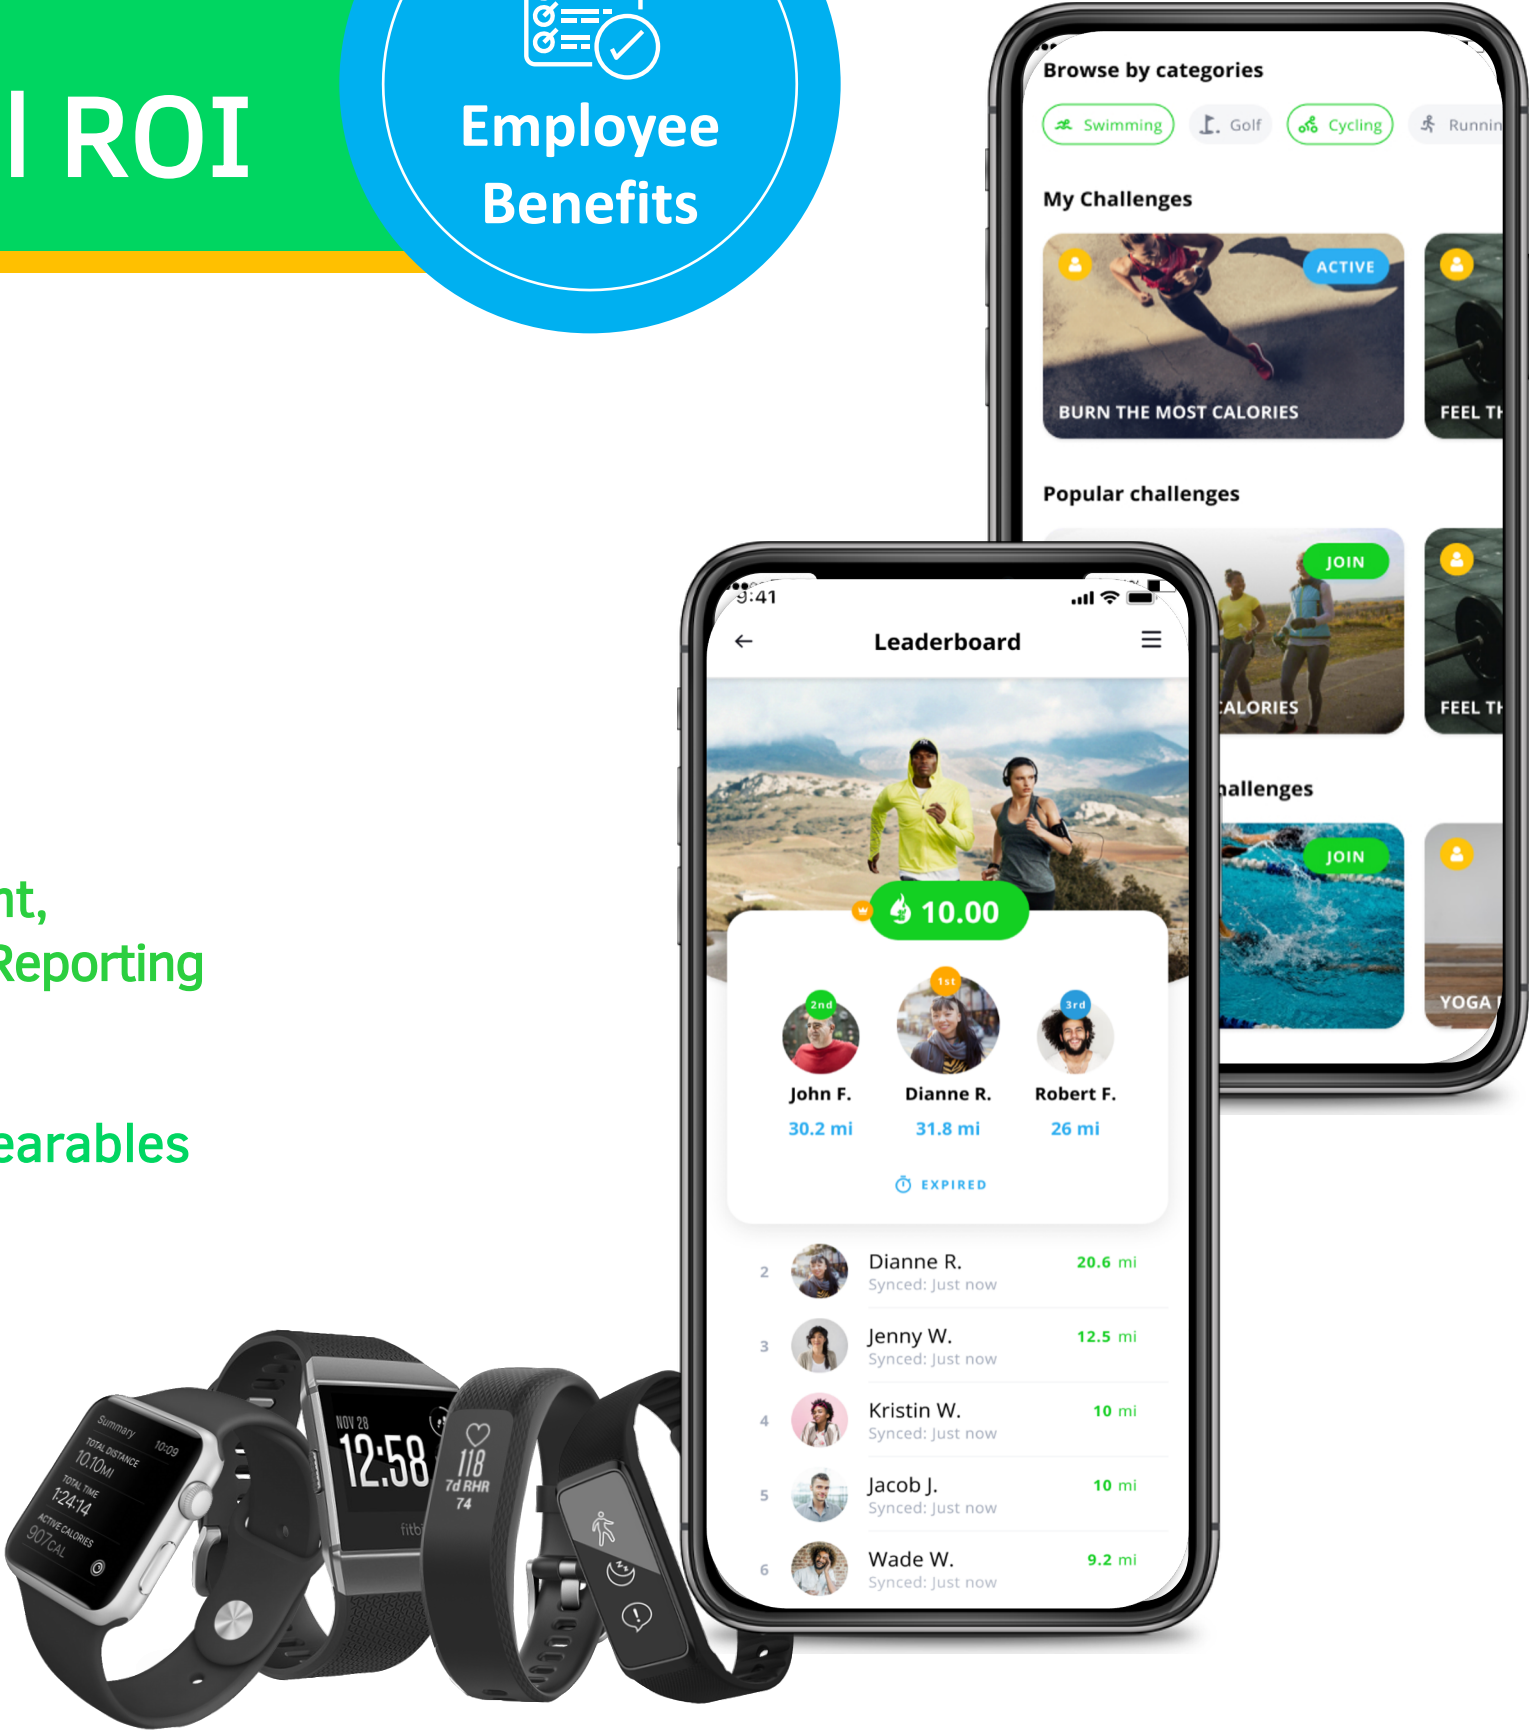 l ROI
Employee
Benefits
Browse by categories
Swimming
Golf
Cycling
Runnin
My Challenges
ACTIVE
BURN THE MOST CALORIES
FEEL TH
Popular challenges
JOIN
CALORIES
FEEL TH
hallenges
JOIN
YOGA
nt,
Reporting
earables
9:41
Leaderboard
10.00
2nd
1st
3rd
John F.
Dianne R.
Robert F.
30.2 mi
31.8 mi
26 mi
EXPIRED
2
Dianne R.
20.6 mi
Synced: Just now
3
Jenny W.
12.5 mi
Synced: Just now
4
Kristin W.
10 mi
Synced: Just now
5
Jacob J.
10 mi
Synced: Just now
6
Wade W.
9.2 mi
Synced: Just now
Summary
10:09
TOTAL DISTANCE
10.10MI
TOTAL TIME
1:24:14
ACTIVE CALORIES
907CAL
NOV 28
12:58
fitbi
118
7d RHR
74